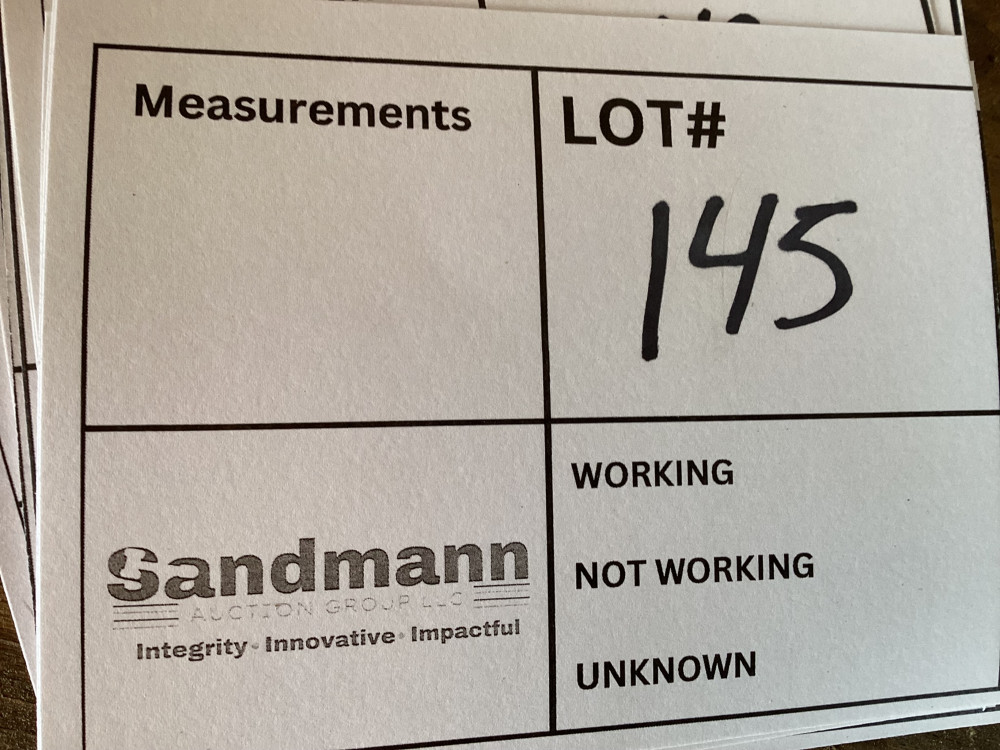 Measurements
LOT#
145
Sandmann
AUCTION GROUP LLC
Integrity • Innovative • Impactful
WORKING
NOT WORKING
UNKNOWN